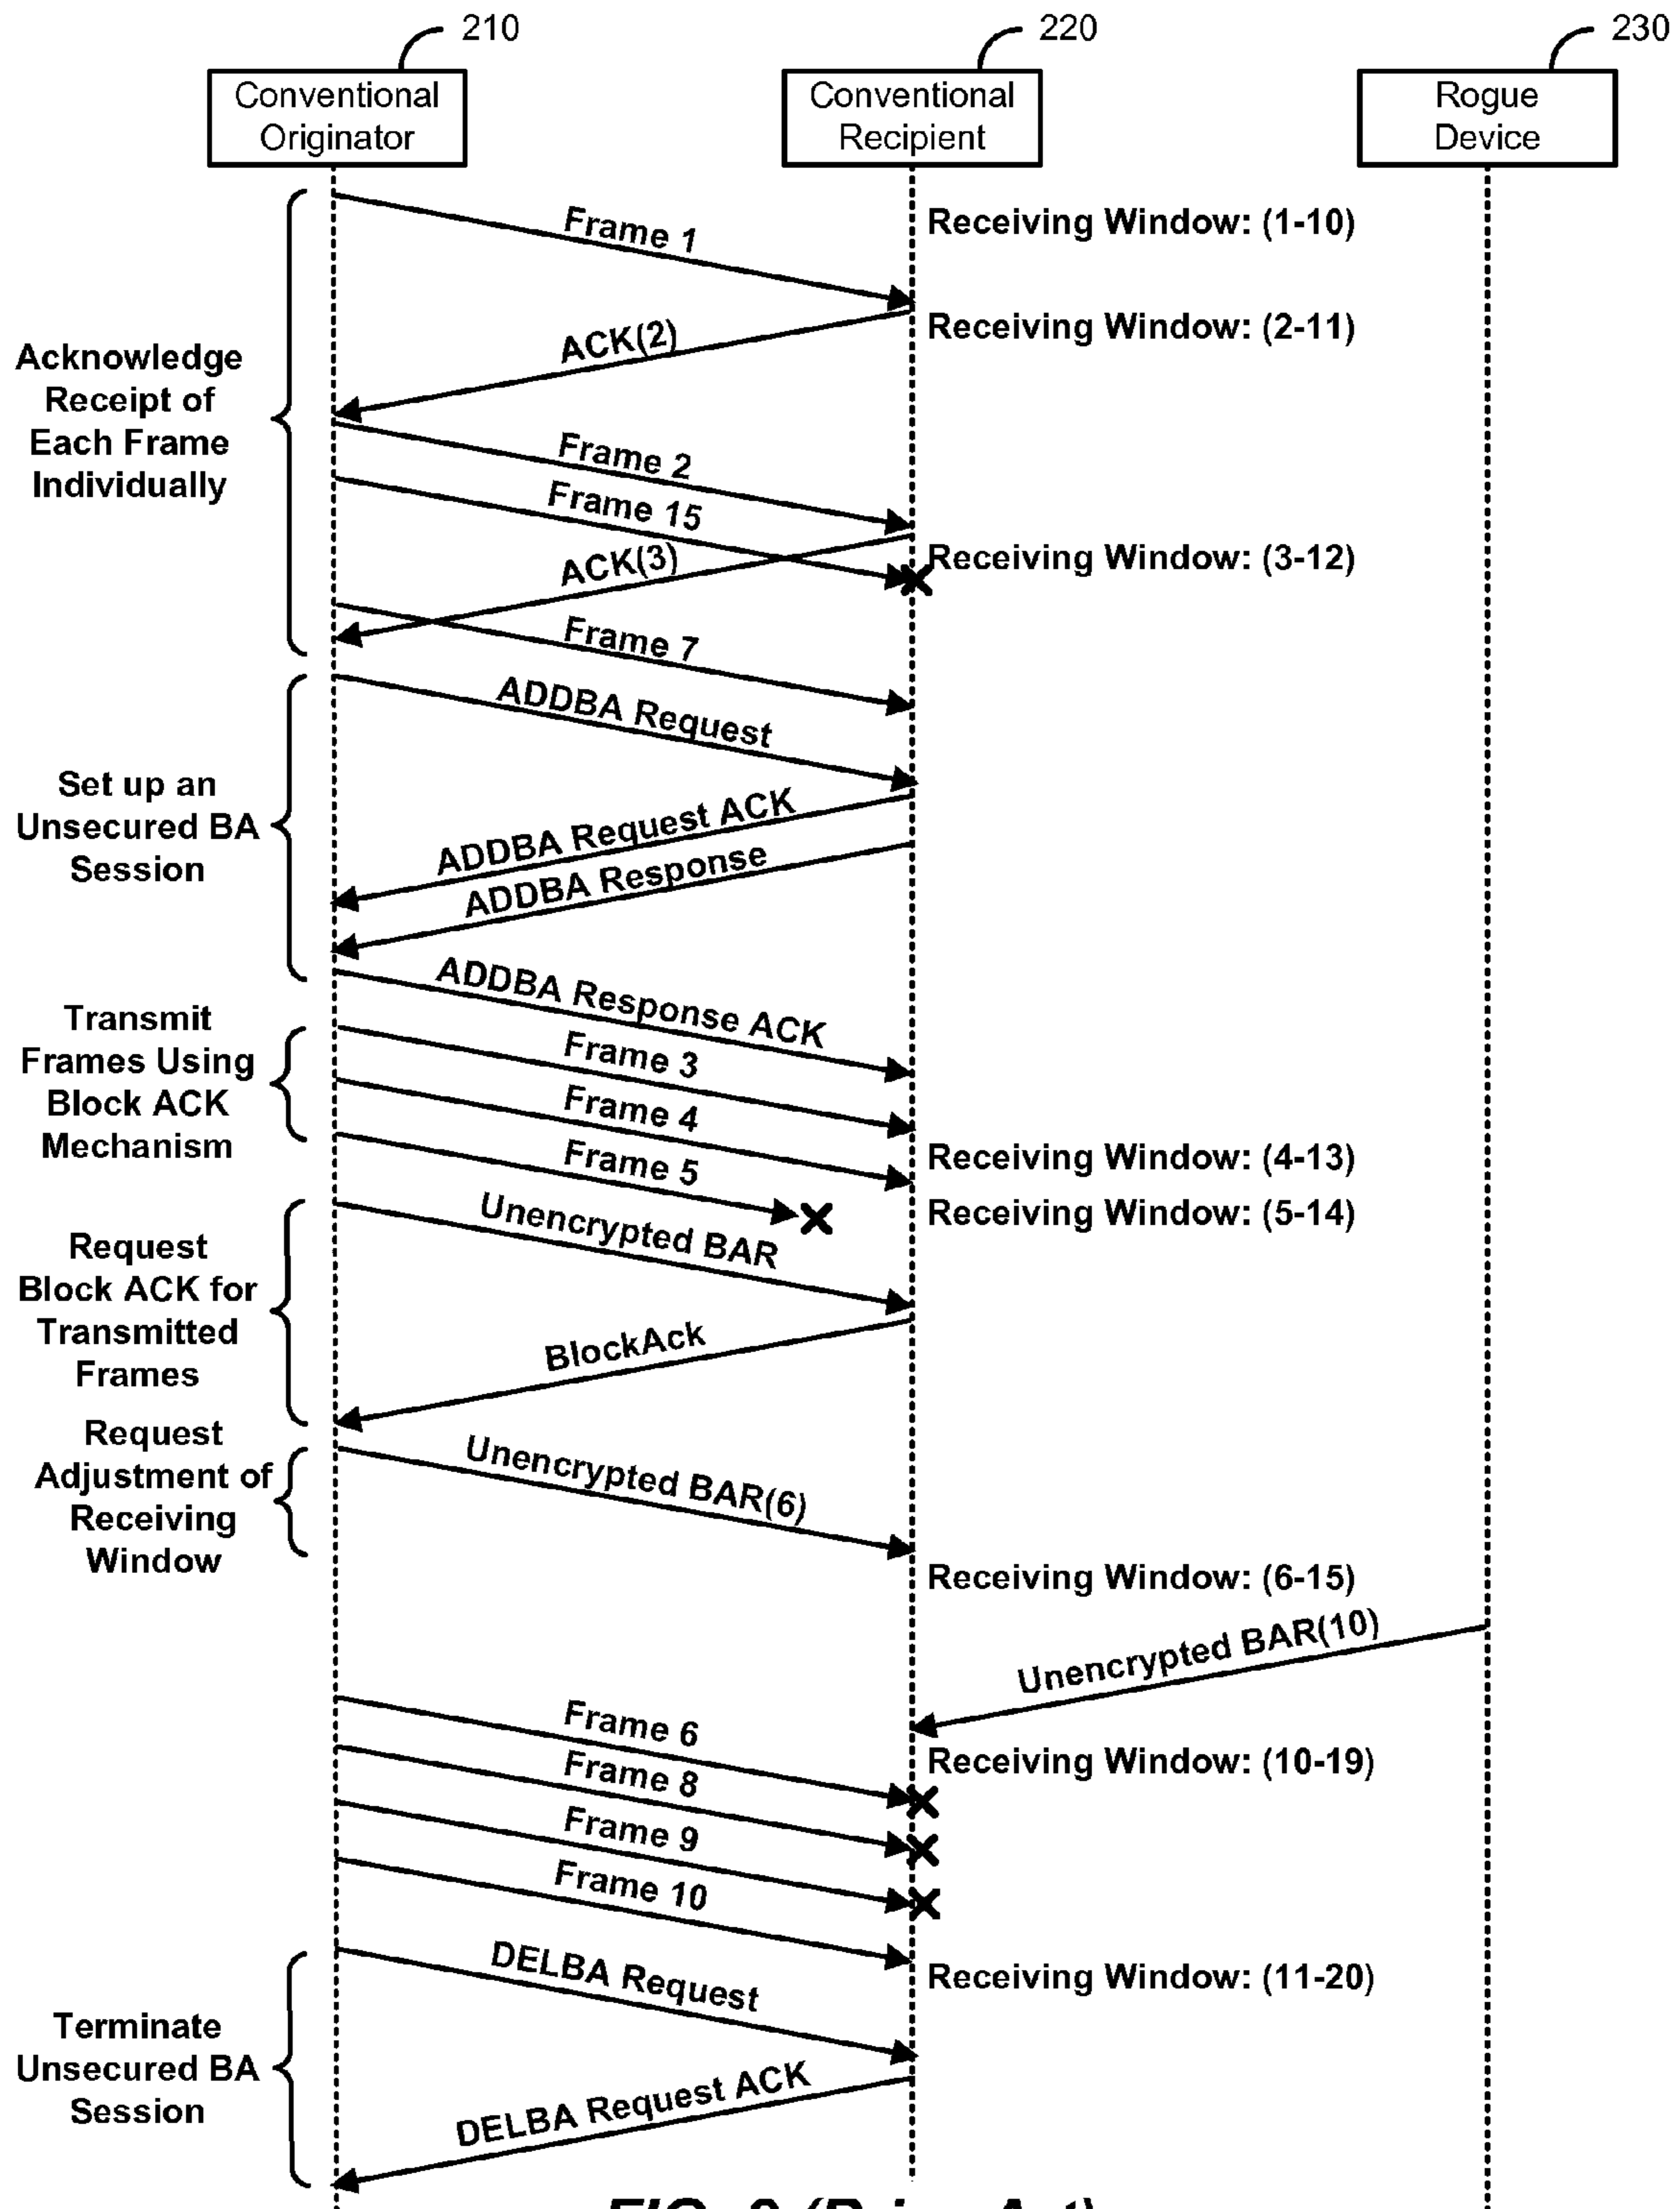 210
220
230
Conventional
Originator
Conventional
Recipient
Rogue
Device
Receiving Window: (1-10)
Frame 1
Receiving Window: (2-11)
ACK(2)
Acknowledge
Receipt of
Each Frame
Individually
Frame 2
Frame 15
ACK(3)
Receiving Window: (3-12)
Frame 7
ADDBA Request
Set up an
Unsecured BA
Session
ADDBA Request ACK
ADDBA Response
ADDBA Response ACK
Transmit
Frames Using
Block ACK
Mechanism
Frame 3
Frame 4
Receiving Window: (4-13)
Frame 5
Receiving Window: (5-14)
Unencrypted BAR
Request
Block ACK for
Transmitted
Frames
BlockAck
Request
Adjustment of
Receiving
Window
Unencrypted BAR(6)
Receiving Window: (6-15)
Unencrypted BAR(10)
Frame 6
Receiving Window: (10-19)
Frame 8
Frame 9
Frame 10
DELBA Request
Receiving Window: (11-20)
Terminate
Unsecured BA
Session
DELBA Request ACK